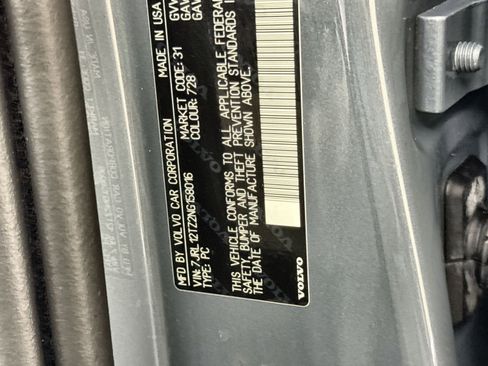 MFD BY VOLVO CAR CORPORATION MADE IN USA
VIN: 7JRL12TZ2NG158016 MARKET CODE: 31
TYPE: PC COLOUR: 728
THIS VEHICLE CONFORMS TO ALL APPLICABLE FEDERAL
SAFETY, BUMPER AND THEFT PREVENTION STANDARDS
THE DATE OF MANUFACTURE SHOWN ABOVE.
VOLVO